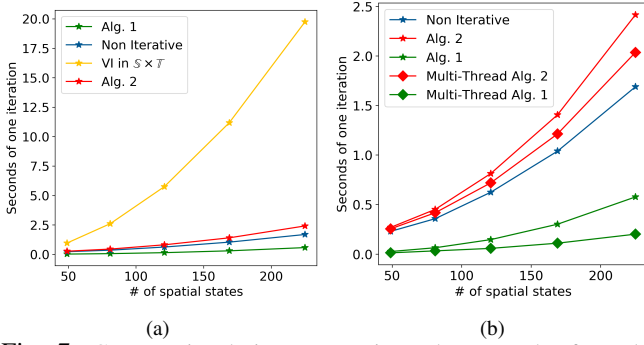 Alg. 1
Non Iterative
VI in 𝕊 × 𝕋
Alg. 2
Seconds of one iteration
20.0
17.5
15.0
12.5
10.0
7.5
5.0
2.5
0.0
50 100 150 200
# of spatial states
(a)
Non Iterative
Alg. 2
Alg. 1
Multi-Thread Alg. 2
Multi-Thread Alg. 1
Seconds of one iteration
2.5
2.0
1.5
1.0
0.5
0.0
50 100 150 200
# of spatial states
(b)